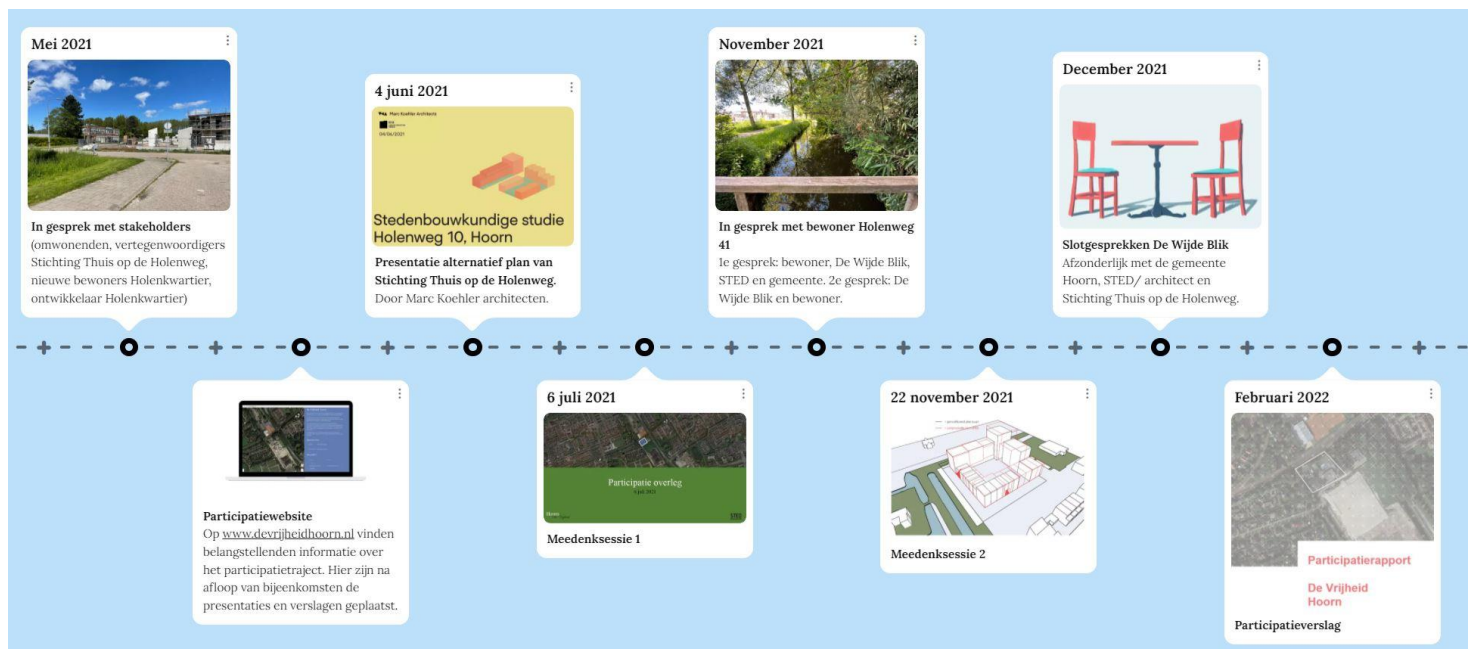 Mei 2021
In gesprek met stakeholders
(omwonenden, vertegenwoordigers
Stichting Thuis op de Holenweg,
nieuwe bewoners Holenkwartier,
ontwikkelaar Holenkwartier)
Participatiewebsite
Op www.devrijheidhoorn.nl vinden
belangstellenden informatie over
het participatietraject. Hier zijn na
afloop van bijeenkomsten de
presentaties en verslagen geplaatst.
4 juni 2021
Marc Koehler Architects
04/06/2021
Stedenbouwkundige studie
Holenweg 10, Hoorn
Presentatie alternatief plan van
Stichting Thuis op de Holenweg.
Door Marc Koehler architecten.
6 juli 2021
Participatie overleg
6 juli 2021
Meedenksessie 1
November 2021
In gesprek met bewoner Holenweg
41
1e gesprek: bewoner, De Wijde Blik,
STED en gemeente. 2e gesprek: De
Wijde Blik en bewoner.
22 november 2021
Meedenksessie 2
December 2021
Slotgesprekken De Wijde Blik
Afzonderlijk met de gemeente
Hoorn, STED/ architect en
Stichting Thuis op de Holenweg.
Februari 2022
Participatierapport
De Vrijheid
Hoorn
Participatieverslag